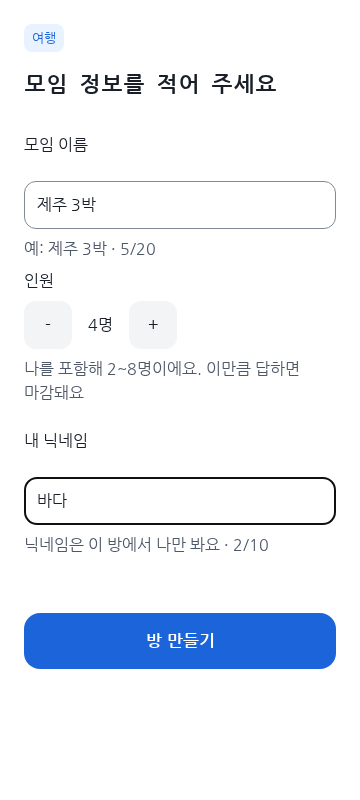 여행
모임 정보를 적어 주세요
모임 이름
제주 3박
예: 제주 3박 · 5/20
인원
- 4명 +
나를 포함해 2~8명이에요. 이만큼 답하면
마감돼요
내 닉네임
바다
닉네임은 이 방에서 나만 봐요 · 2/10
방 만들기